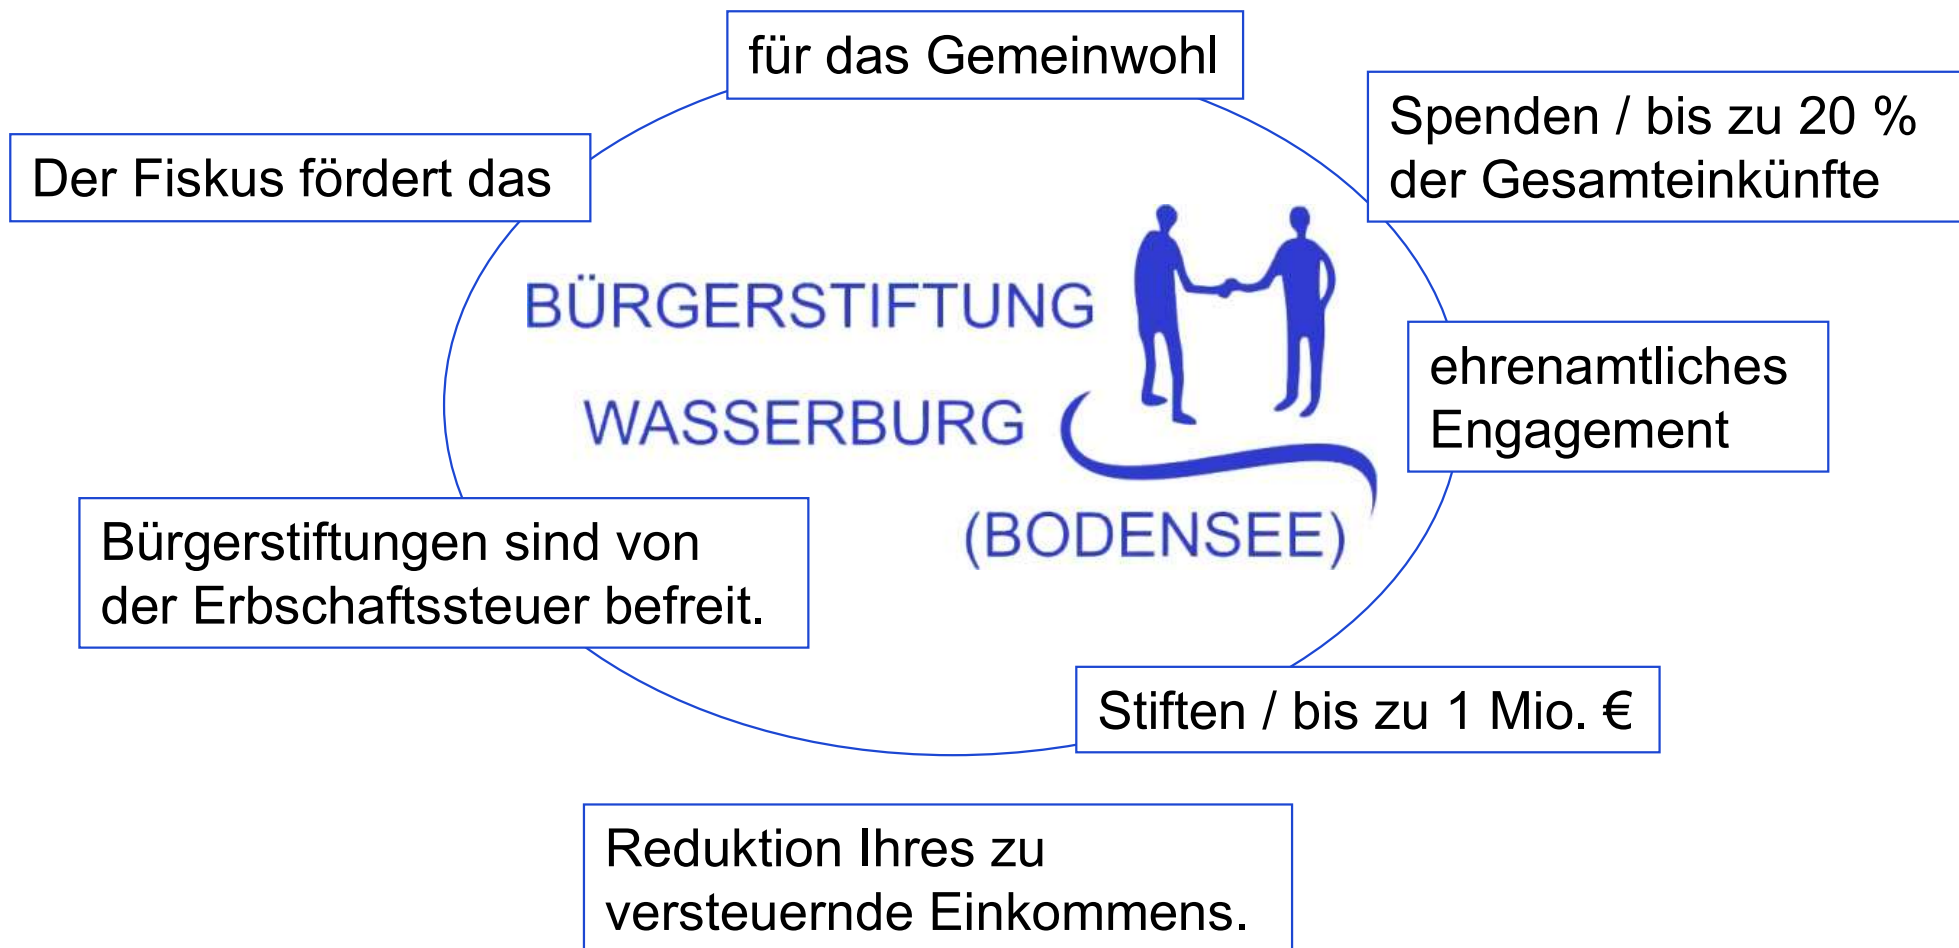 für das Gemeinwohl
Spenden / bis zu 20 %
der Gesamteinkünfte
Der Fiskus fördert das
BÜRGERSTIFTUNG
WASSERBURG
(BODENSEE)
ehrenamtliches
Engagement
Bürgerstiftungen sind von
der Erbschaftssteuer befreit.
Stiften / bis zu 1 Mio. €
Reduktion Ihres zu
versteuernde Einkommens.